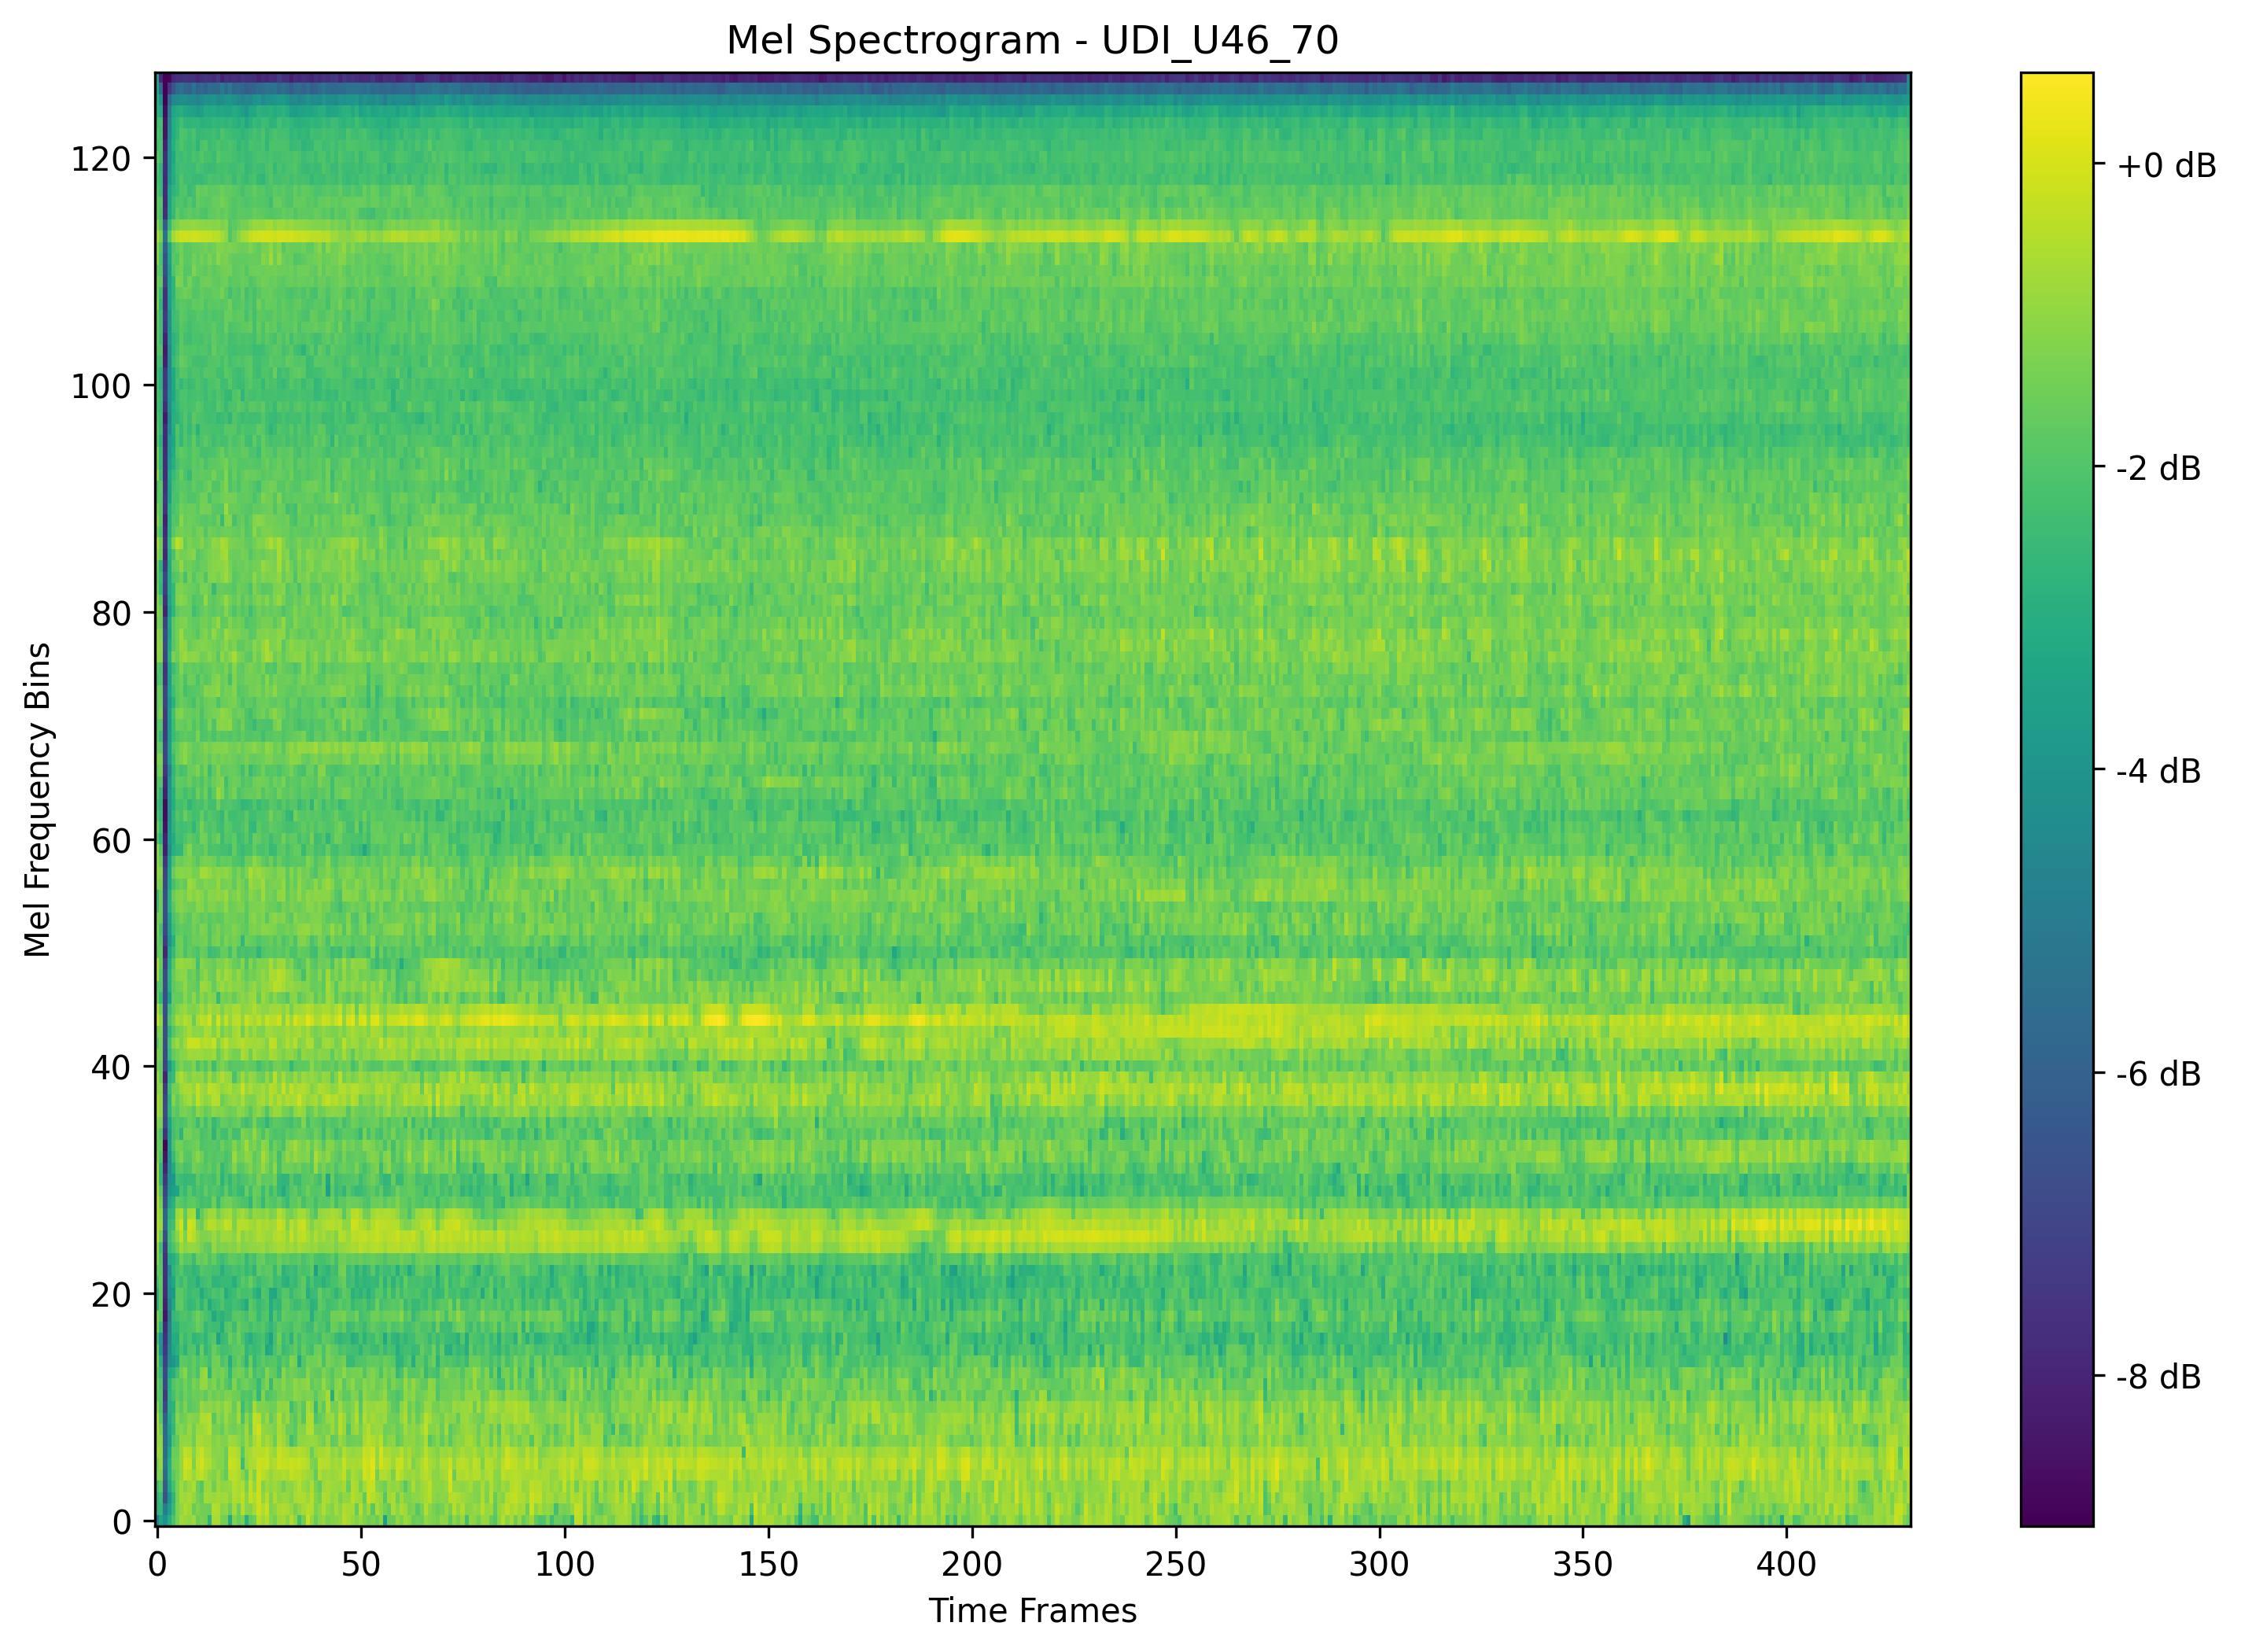 Mel Spectrogram - UDI_U46_70
Mel Frequency Bins
120
100
80
60
40
20
0
0 50 100 150 200 250 300 350 400
Time Frames
+0 dB
-2 dB
-4 dB
-6 dB
-8 dB